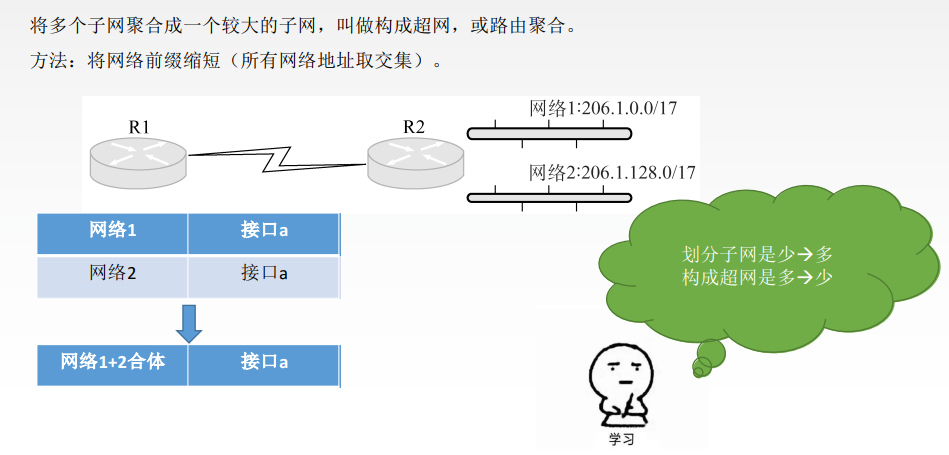 将多个子网聚合成一个较大的子网，叫做构成超网，或路由聚合。
方法：将网络前缀缩短（所有网络地址取交集）。
网络1:206.1.0.0/17
R1
R2
网络2:206.1.128.0/17
网络1
接口a
网络2
接口a
网络1+2合体
接口a
划分子网是少→多
构成超网是多→少
学习